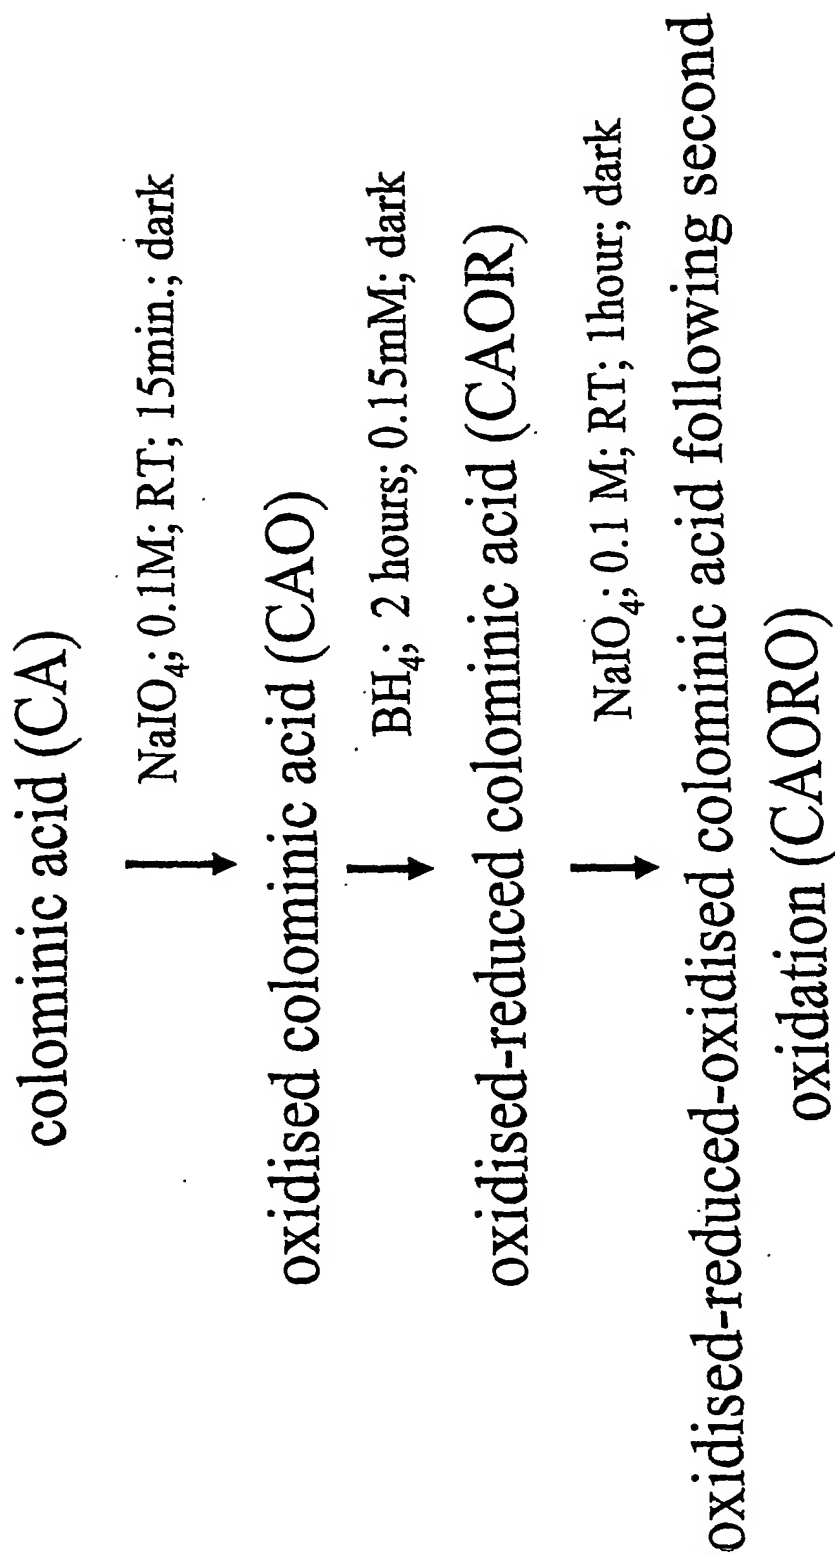 colominic acid (CA)
NaIO₄; 0.1M; RT; 15min.; dark
oxidised colominic acid (CAO)
BH₄; 2 hours; 0.15mM; dark
oxidised-reduced colominic acid (CAOR)
NaIO₄; 0.1 M; RT; 1hour; dark
oxidised-reduced-oxidised colominic acid following second
oxidation (CAORO)